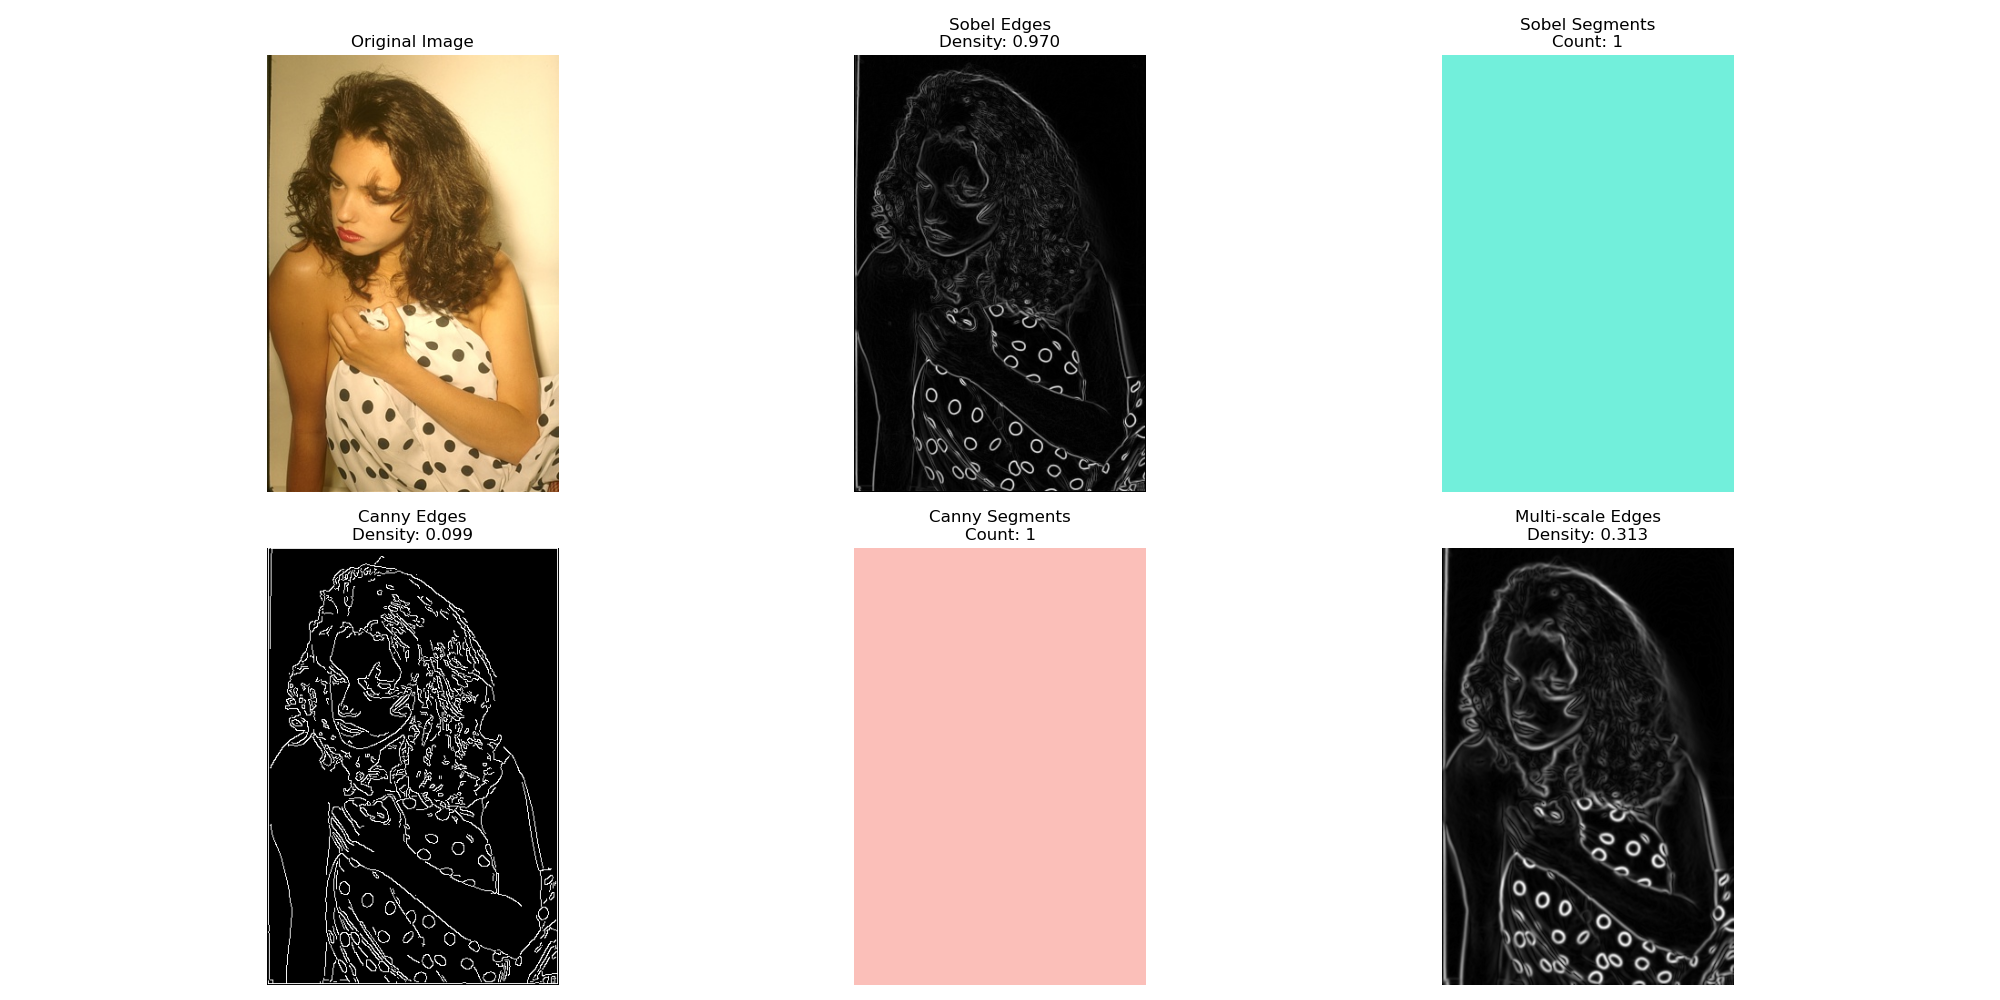 Original Image
Sobel Edges
Density: 0.970
Sobel Segments
Count: 1
Canny Edges
Density: 0.099
Canny Segments
Count: 1
Multi-scale Edges
Density: 0.313